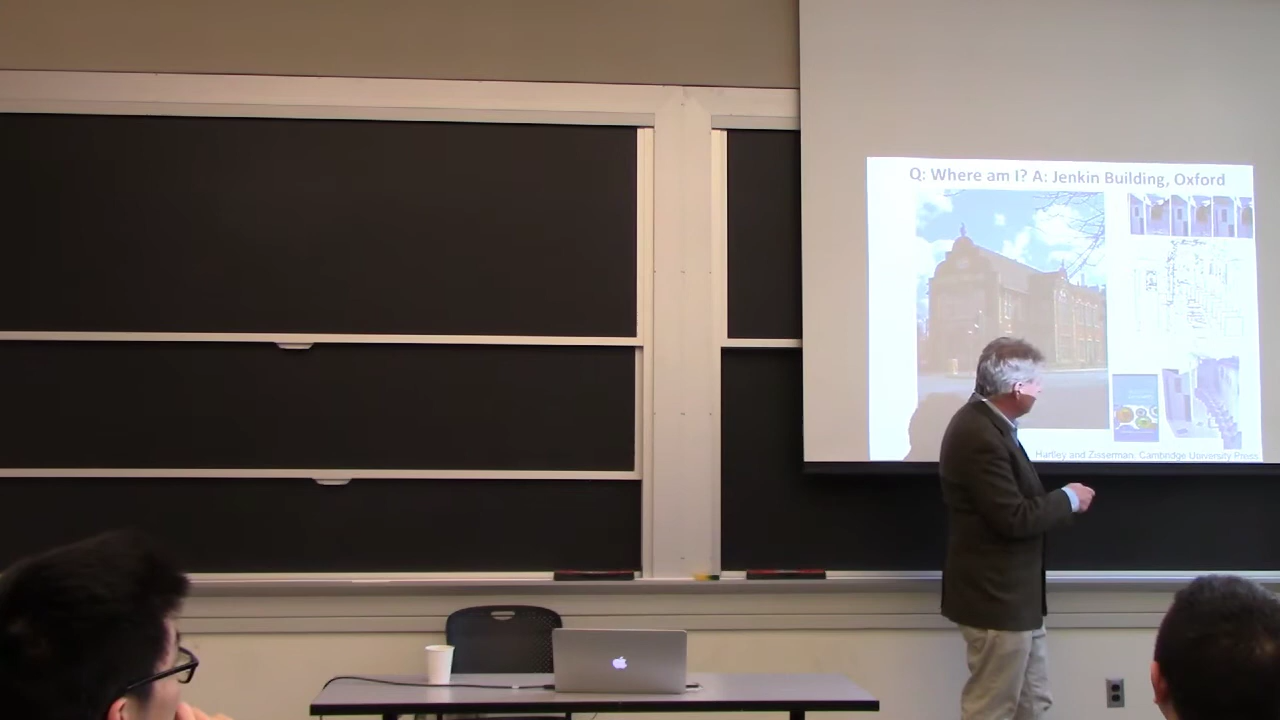 Q: Where am I? A: Jenkin Building, Oxford
Hartley and Zisserman, Cambridge University Press